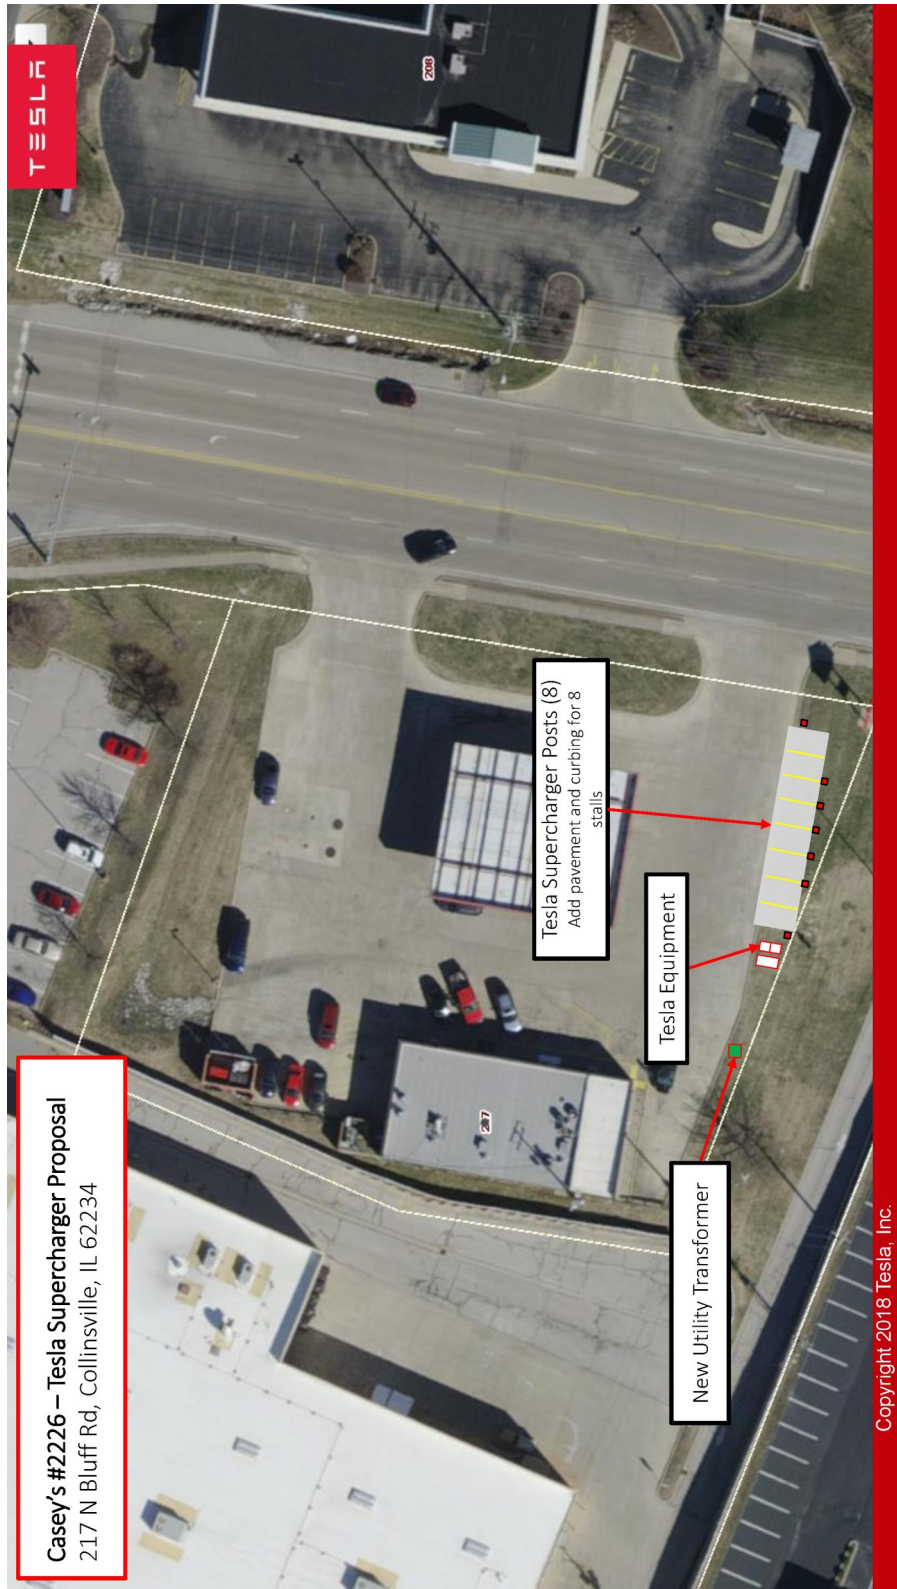 Casey's #2226 – Tesla Supercharger Proposal
217 N Bluff Rd, Collinsville, IL 62234
TESLA
208
Tesla Supercharger Posts (8)
Add pavement and curbing for 8
stalls
Tesla Equipment
New Utility Transformer
Copyright 2018 Tesla, Inc.